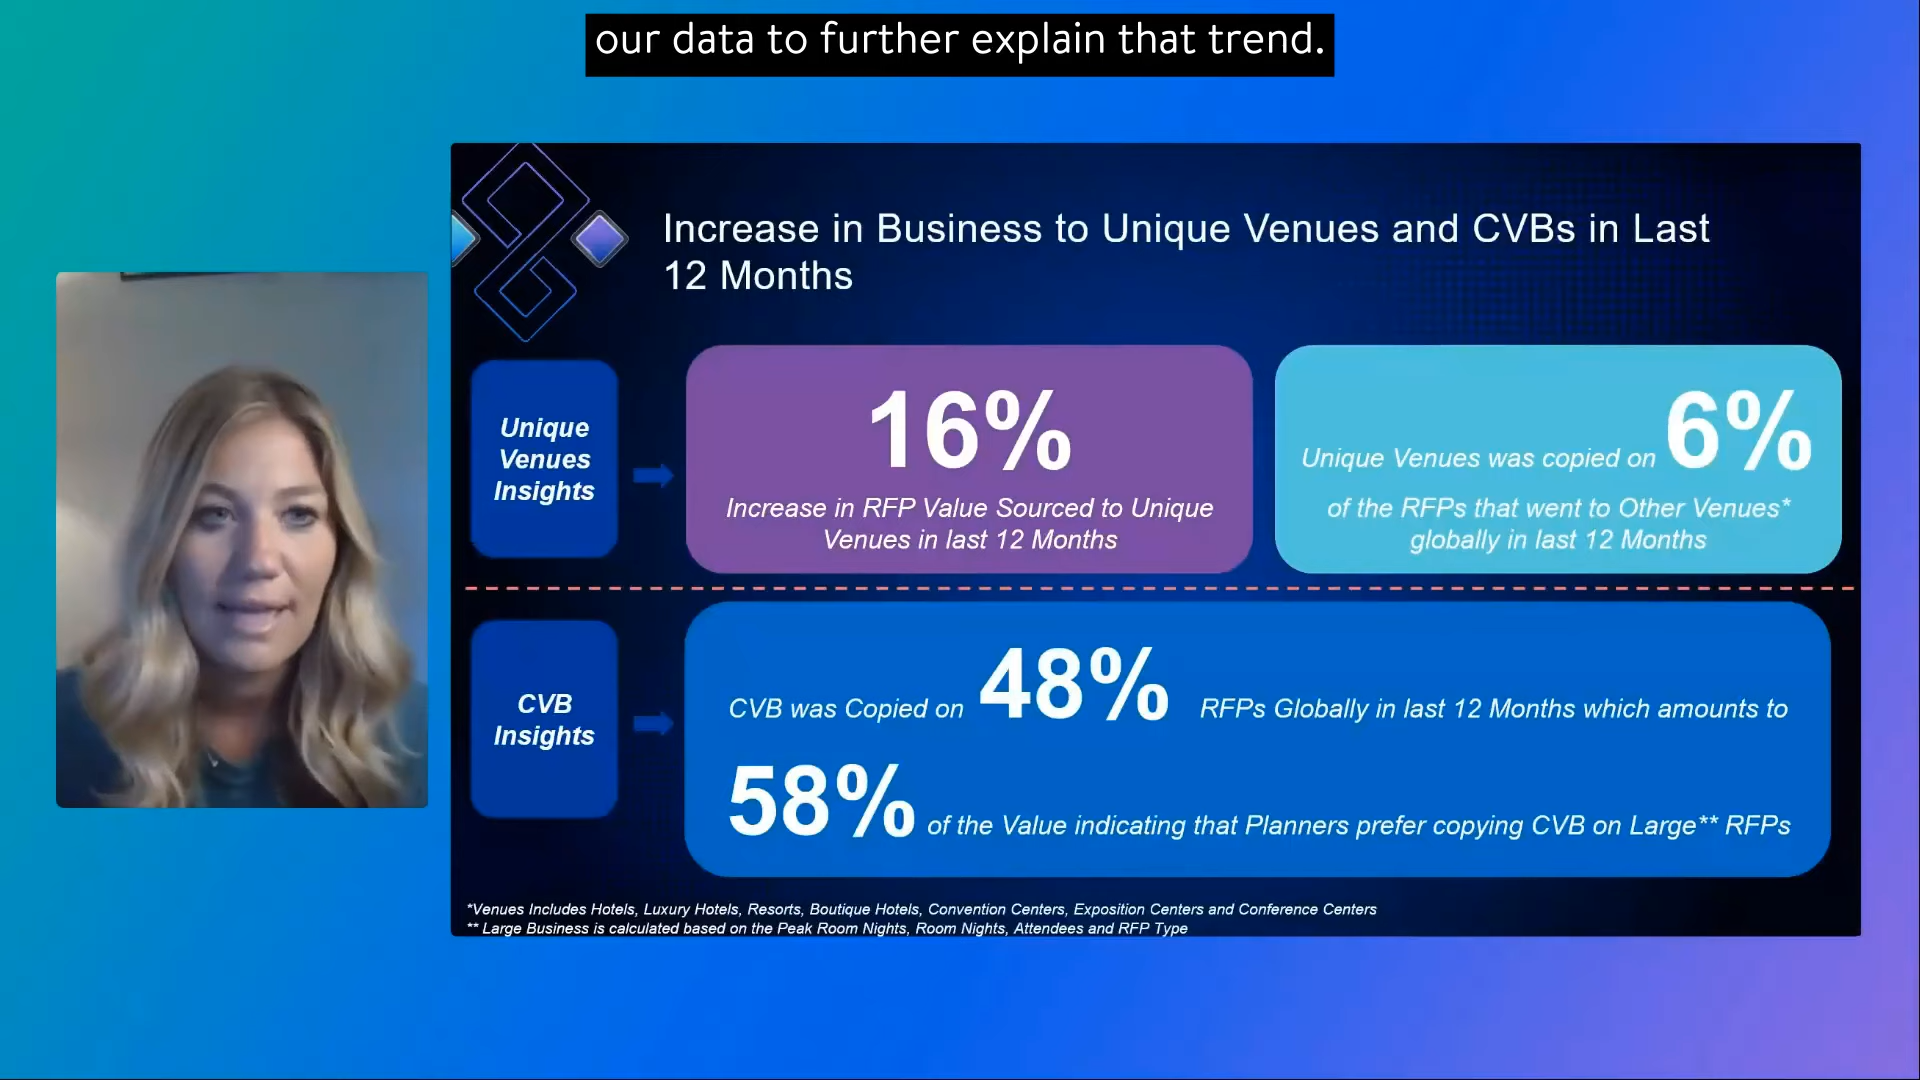 our data to further explain that trend.
Increase in Business to Unique Venues and CVBs in Last
12 Months
Unique
Venues
Insights
16%
Increase in RFP Value Sourced to Unique
Venues in last 12 Months
Unique Venues was copied on 6%
of the RFPs that went to Other Venues*
globally in last 12 Months
CVB
Insights
CVB was Copied on 48% RFPs Globally in last 12 Months which amounts to
58% of the Value indicating that Planners prefer copying CVB on Large** RFPs
*Venues Includes Hotels, Luxury Hotels, Resorts, Boutique Hotels, Convention Centers, Exposition Centers and Conference Centers
** Large Business is calculated based on the Peak Room Nights, Room Nights, Attendees and RFP Type